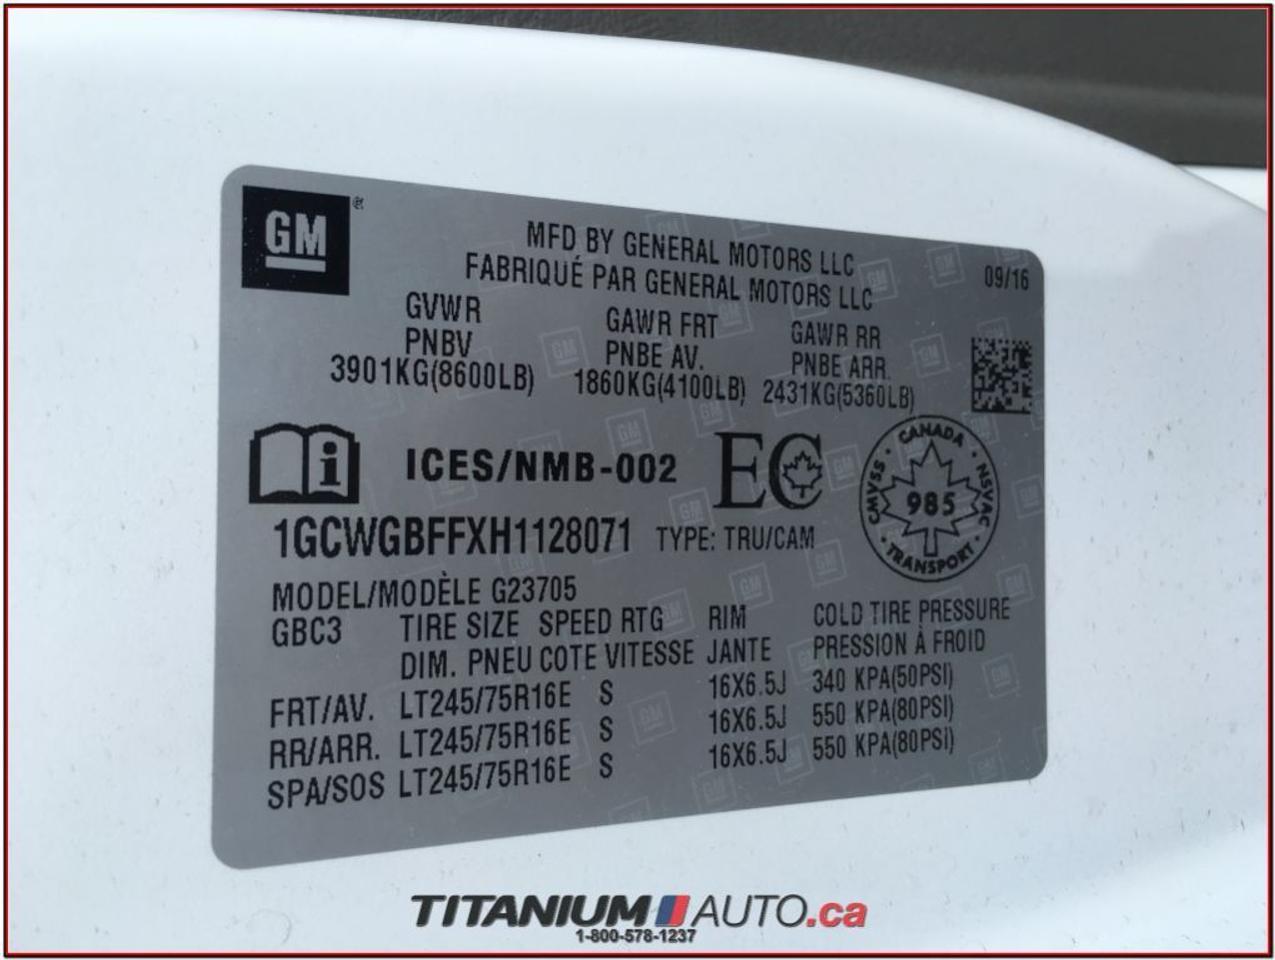 GM
MFD BY GENERAL MOTORS LLC
FABRIQUÉ PAR GENERAL MOTORS LLC
09/16
GVWR GAWR FRT GAWR RR
PNBV PNBE AV. PNBE ARR.
3901KG(8600LB) 1860KG(4100LB) 2431KG(5360LB)
i ICES/NMB-002 EC
CANADA
CMVSS 985 NSVAC
TRANSPORT
1GCWGBFFXH1128071 TYPE: TRU/CAM
MODEL/MODÈLE G23705
GBC3 TIRE SIZE SPEED RTG RIM COLD TIRE PRESSURE
DIM. PNEU COTE VITESSE JANTE PRESSION À FROID
FRT/AV. LT245/75R16E S 16X6.5J 340 KPA(50PSI)
RR/ARR. LT245/75R16E S 16X6.5J 550 KPA(80PSI)
SPA/SOS LT245/75R16E S 16X6.5J 550 KPA(80PSI)
TITANIUM AUTO.ca
1-800-578-1237